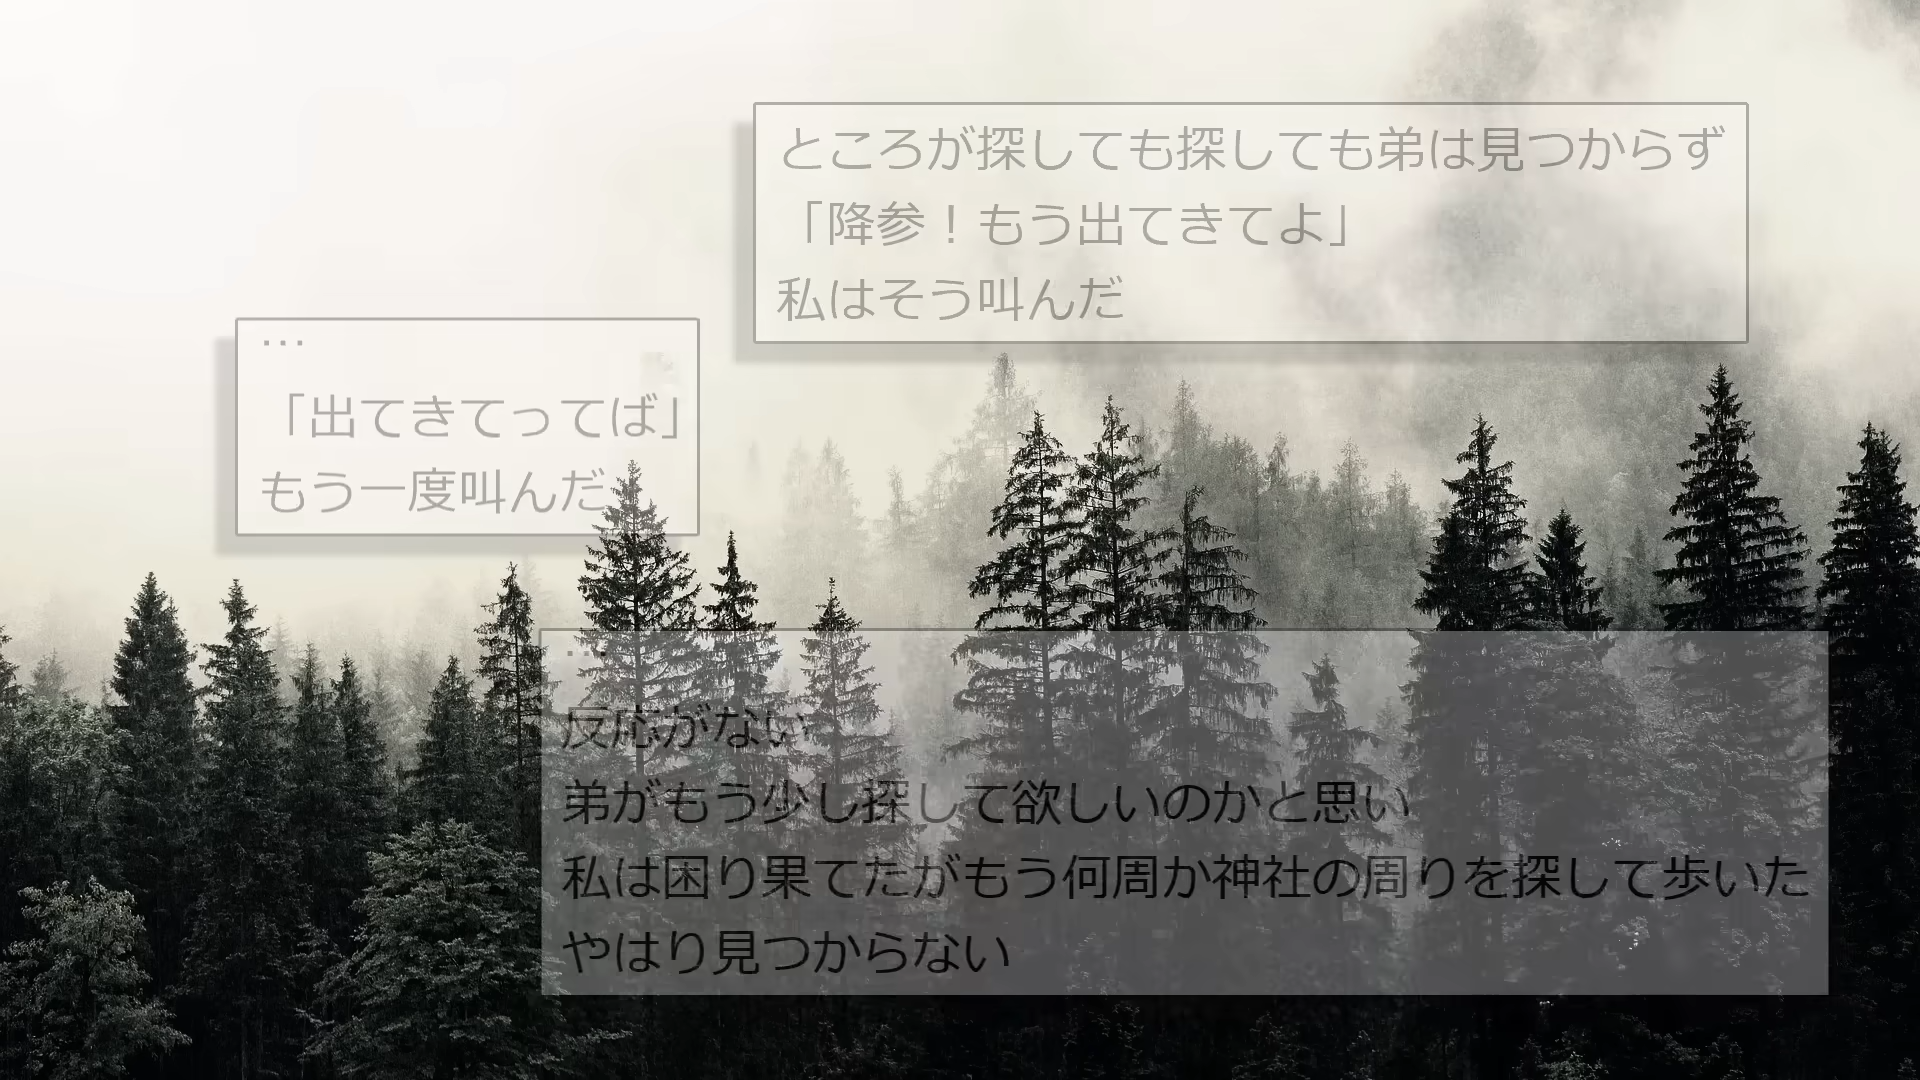 ところが探しても探しても弟は見つからず
「降参！もう出てきてよ」
私はそう叫んだ
…
「出てきてってば」
もう一度叫んだ
…
反応がない
弟がもう少し探して欲しいのかと思い
私は困り果てたがもう何周か神社の周りを探して歩いた
やはり見つからない